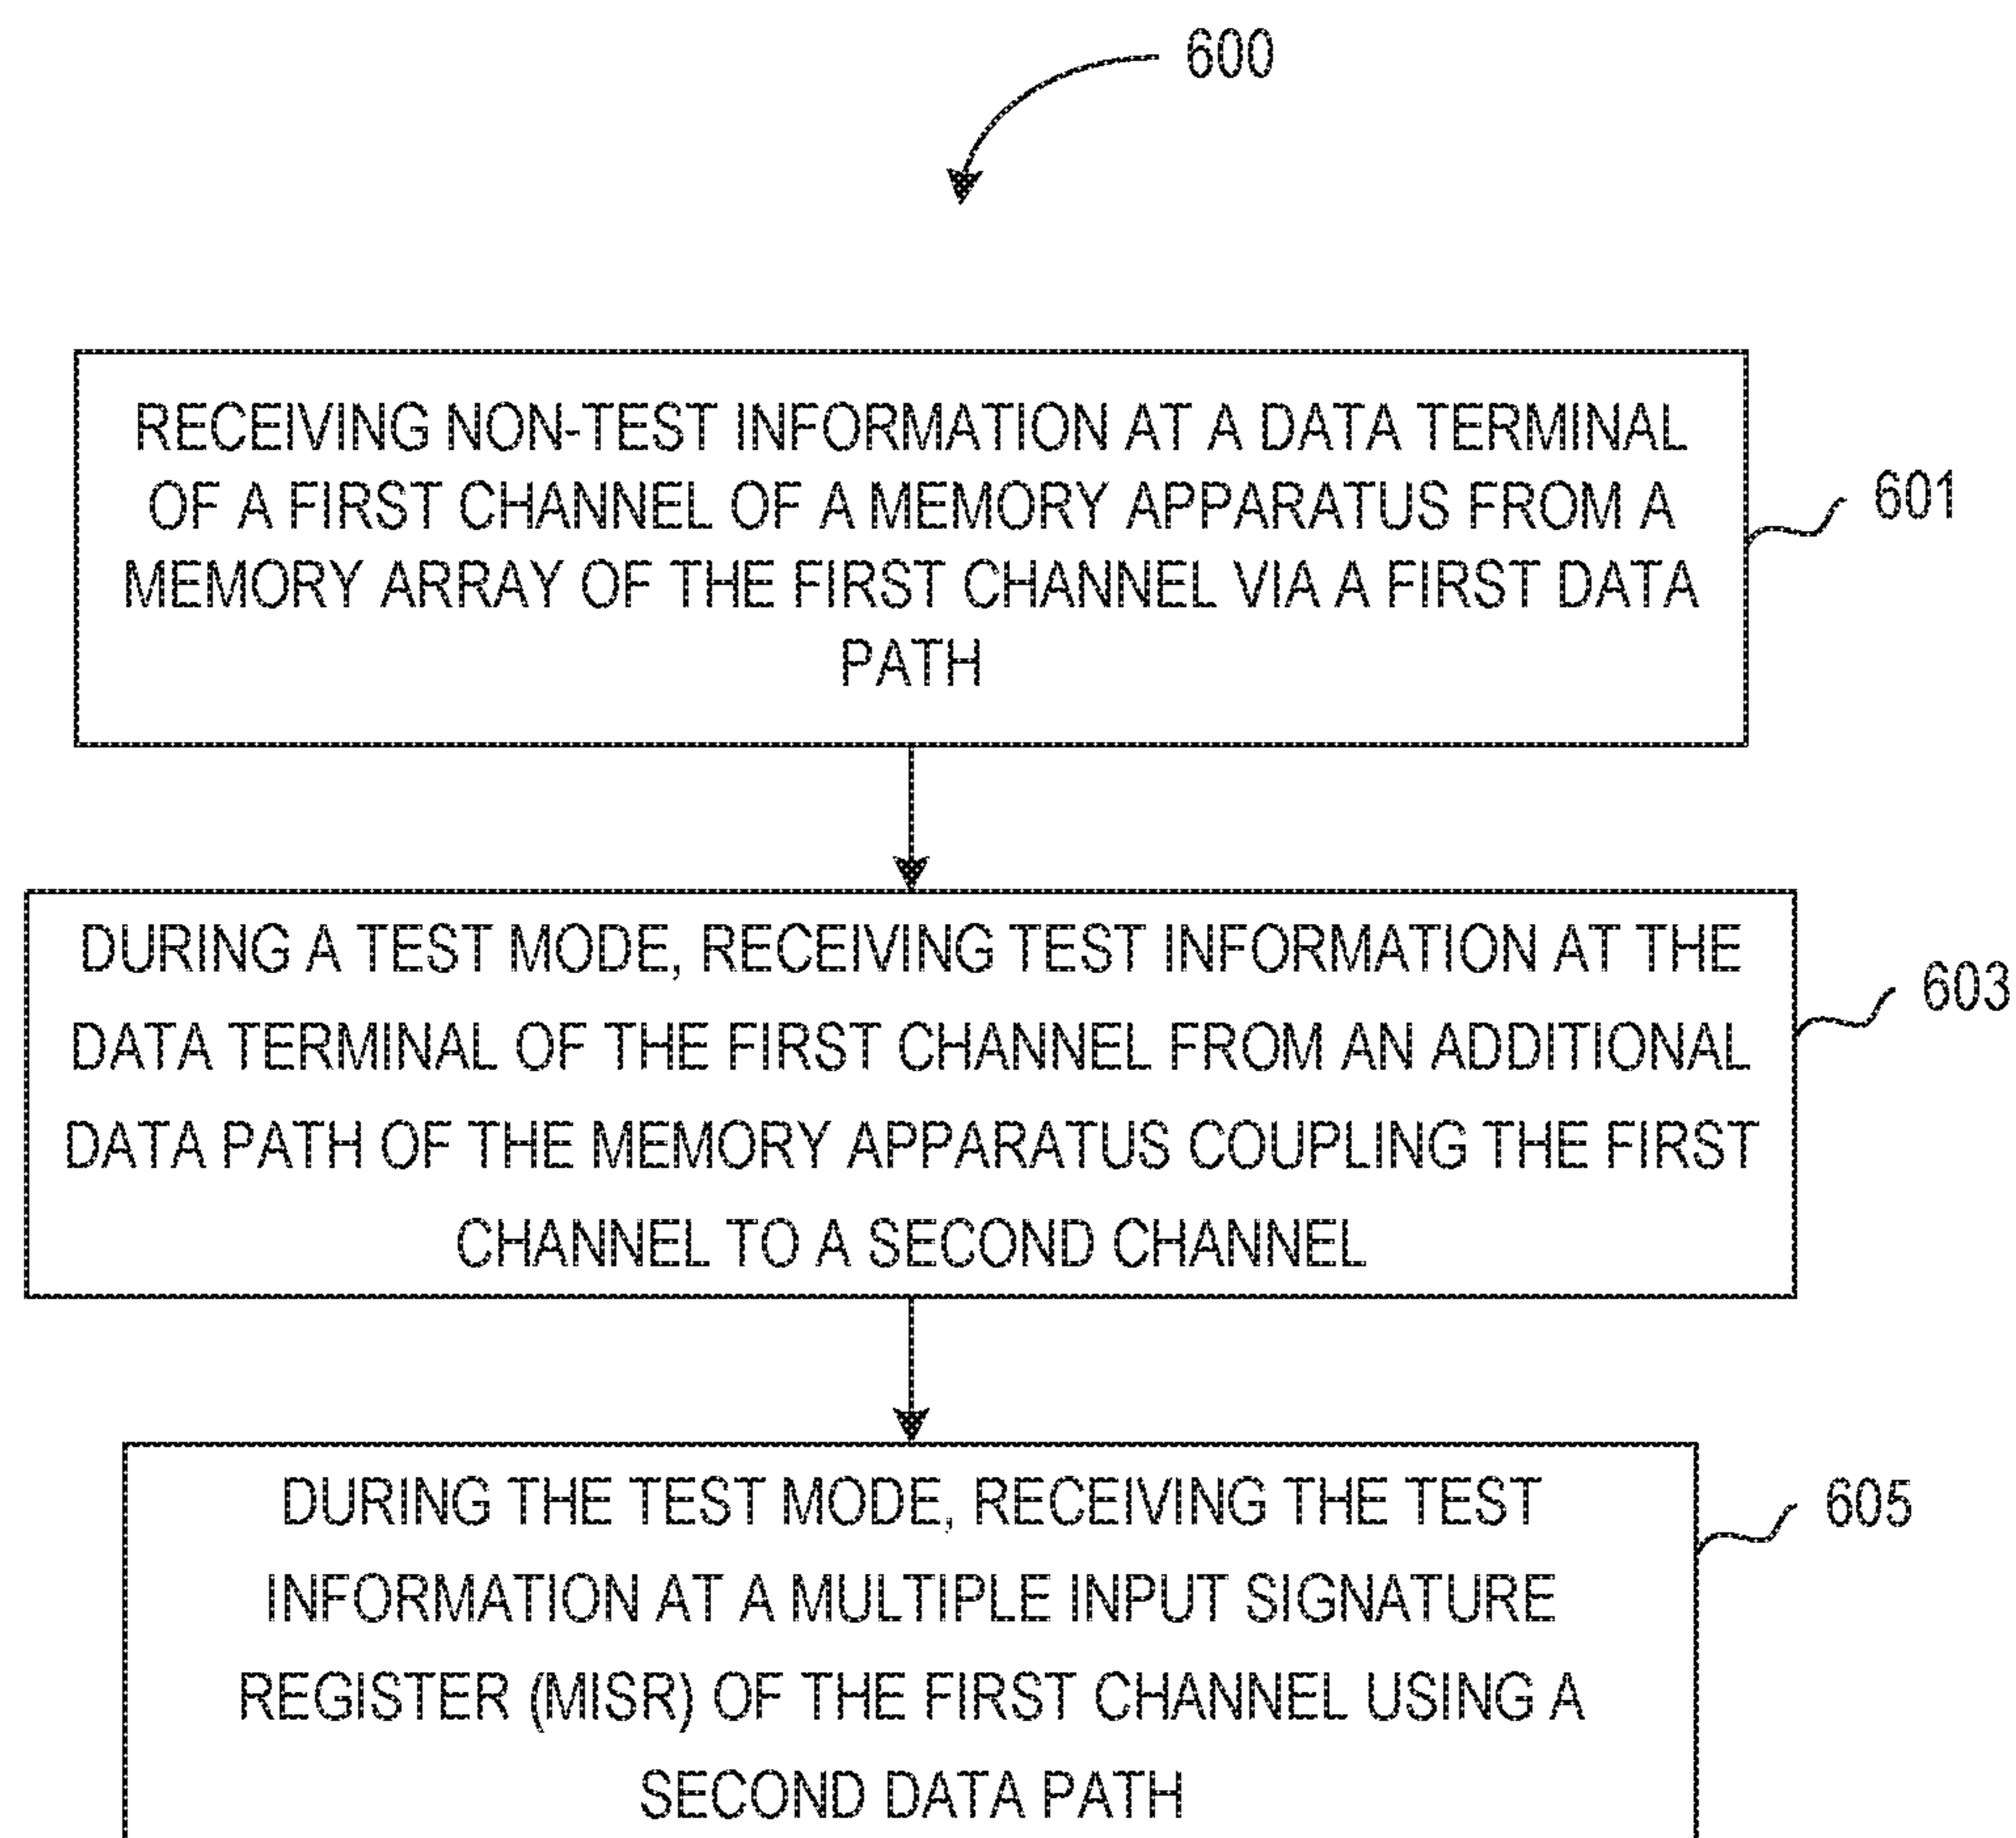 600
RECEIVING NON-TEST INFORMATION AT A DATA TERMINAL
OF A FIRST CHANNEL OF A MEMORY APPARATUS FROM A
MEMORY ARRAY OF THE FIRST CHANNEL VIA A FIRST DATA
PATH
601
DURING A TEST MODE, RECEIVING TEST INFORMATION AT THE
DATA TERMINAL OF THE FIRST CHANNEL FROM AN ADDITIONAL
DATA PATH OF THE MEMORY APPARATUS COUPLING THE FIRST
CHANNEL TO A SECOND CHANNEL
603
DURING THE TEST MODE, RECEIVING THE TEST
INFORMATION AT A MULTIPLE INPUT SIGNATURE
REGISTER (MISR) OF THE FIRST CHANNEL USING A
SECOND DATA PATH
605